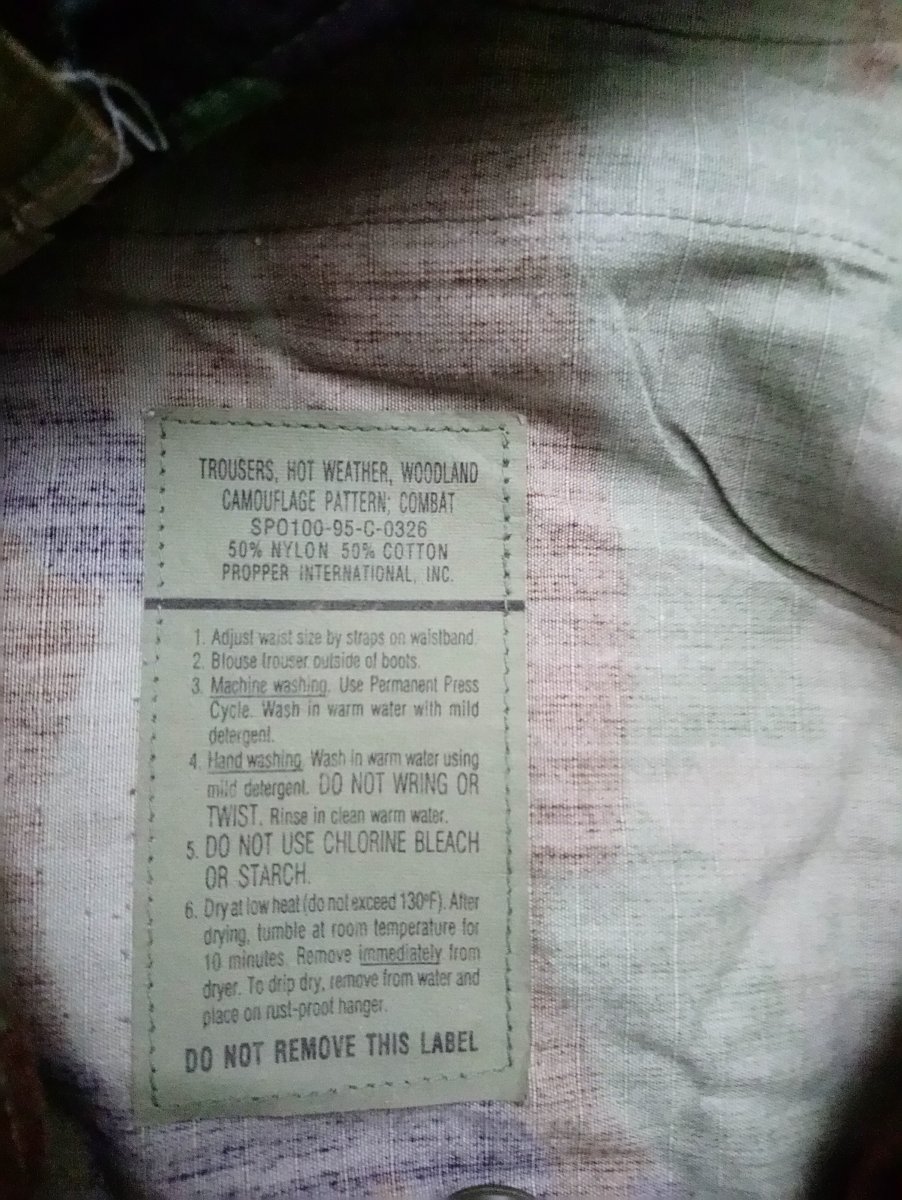 TROUSERS, HOT WEATHER, WOODLAND
CAMOUFLAGE PATTERN; COMBAT
SPO100-95-C-0326
50% NYLON 50% COTTON
PROPPER INTERNATIONAL, INC.
1. Adjust waist size by straps on waistband.
2. Blouse trouser outside of boots.
3. Machine washing. Use Permanent Press
Cycle. Wash in warm water with mild
detergent.
4. Hand washing. Wash in warm water using
mild detergent. DO NOT WRING OR
TWIST. Rinse in clean warm water.
5. DO NOT USE CHLORINE BLEACH
OR STARCH.
6. Dry at low heat (do not exceed 130°F). After
drying, tumble at room temperature for
10 minutes. Remove immediately from
dryer. To drip dry, remove from water and
place on rust-proof hanger.
DO NOT REMOVE THIS LABEL